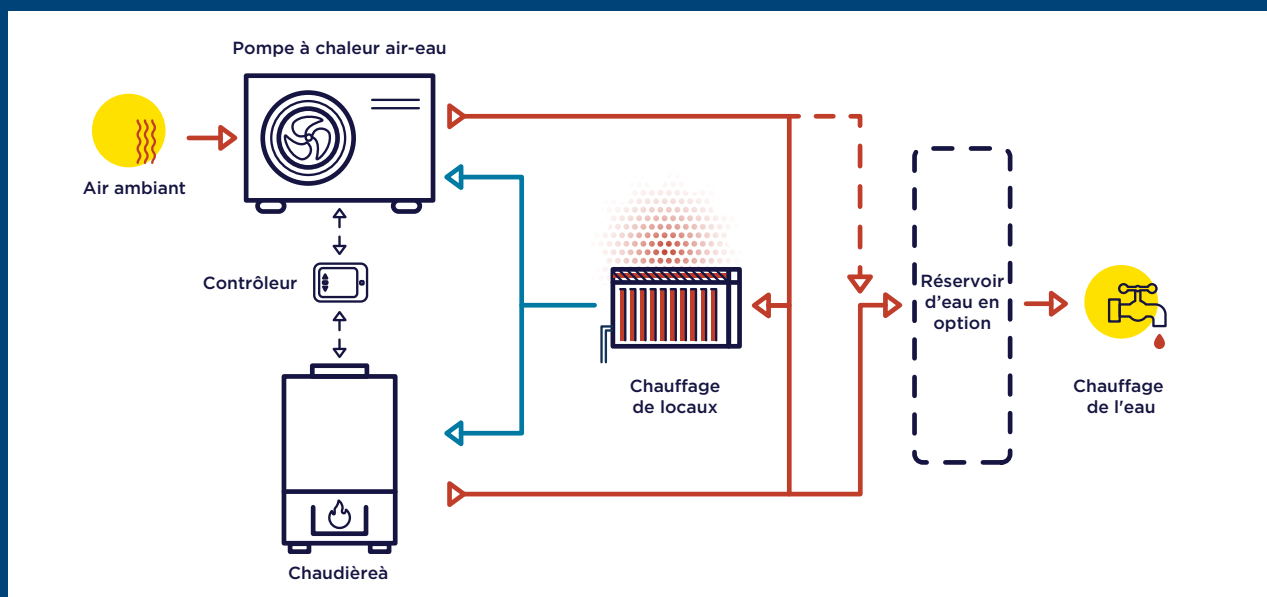 Pompe à chaleur air-eau
Air ambiant
Contrôleur
Réservoir
d'eau en
option
Chauffage
de locaux
Chauffage
de l'eau
Chaudièreà